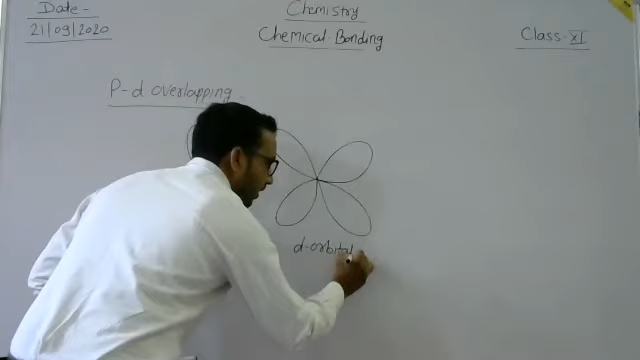 Date -
21/09/2020
Chemistry
Chemical Bonding
Class - XI
P-d overlapping -
d-orbital